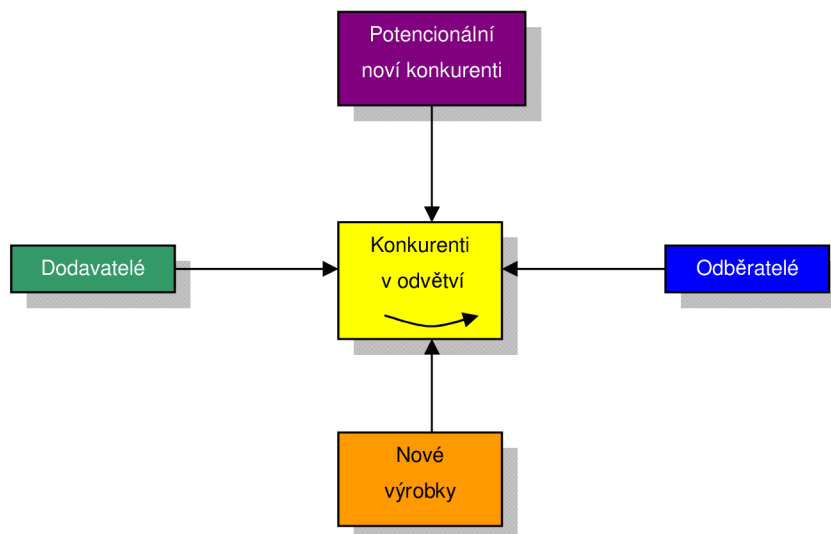 Potencionální
noví konkurenti
Konkurenti
v odvětví
Dodavatelé
Odběratelé
Nové
výrobky